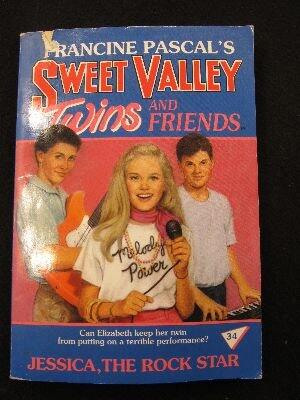 FRANCINE PASCAL'S
SWEET VALLEY
Twins AND
FRIENDS™
Melody
Power
Can Elizabeth keep her twin
from putting on a terrible performance?
34
JESSICA, THE ROCK STAR